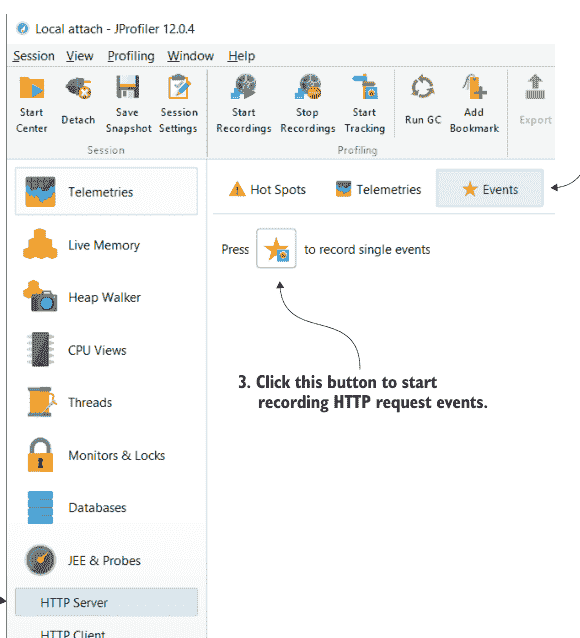 Local attach - JProfiler 12.0.4
Session View Profiling Window Help
Start Center
Detach
Save Snapshot
Session Settings
Start Recordings
Stop Recordings
Start Tracking
Run GC
Add Bookmark
Export
Session
Profiling
Telemetries
Live Memory
Heap Walker
CPU Views
Threads
Monitors & Locks
Databases
JEE & Probes
HTTP Server
HTTP Client
Hot Spots
Telemetries
Events
Press to record single events
3. Click this button to start
recording HTTP request events.